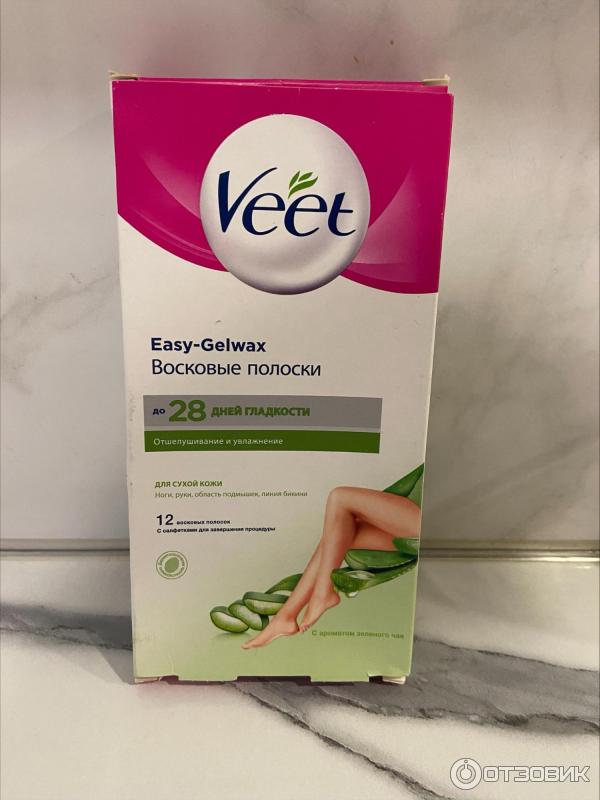 Veet
Easy-Gelwax
Восковые полоски
до 28 ДНЕЙ ГЛАДКОСТИ
Отшелушивание и увлажнение
ДЛЯ СУХОЙ КОЖИ
Ноги, руки, область подмышек, линия бикини
12 восковых полосок
С салфетками для завершения процедуры
С ароматом зеленого чая
ОТЗОВИК